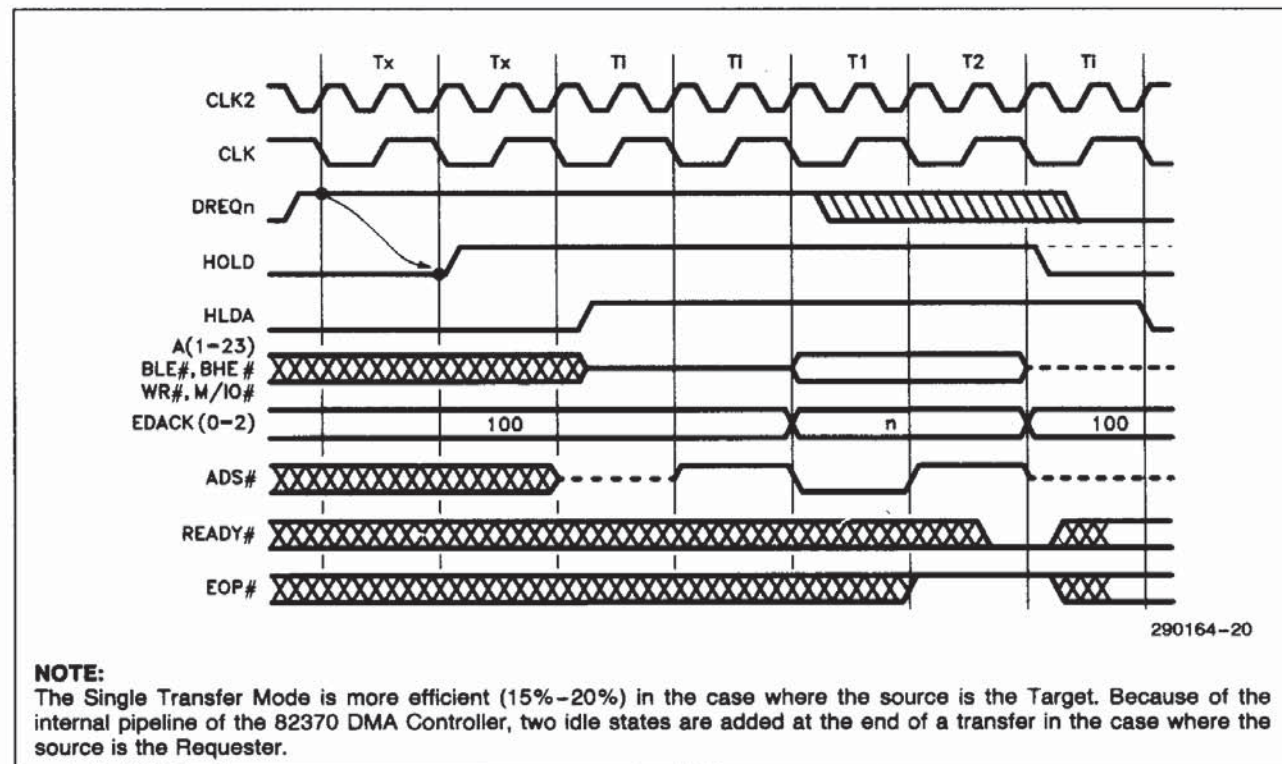 Tx Tx Ti Ti T1 T2 Ti
CLK2
CLK
DREQn
HOLD
HLDA
A(1-23)
BLE#, BHE#
WR#, M/IO#
EDACK (0-2) 100 n 100
ADS#
READY#
EOP#
290164-20
NOTE:
The Single Transfer Mode is more efficient (15%-20%) in the case where the source is the Target. Because of the
internal pipeline of the 82370 DMA Controller, two idle states are added at the end of a transfer in the case where the
source is the Requester.